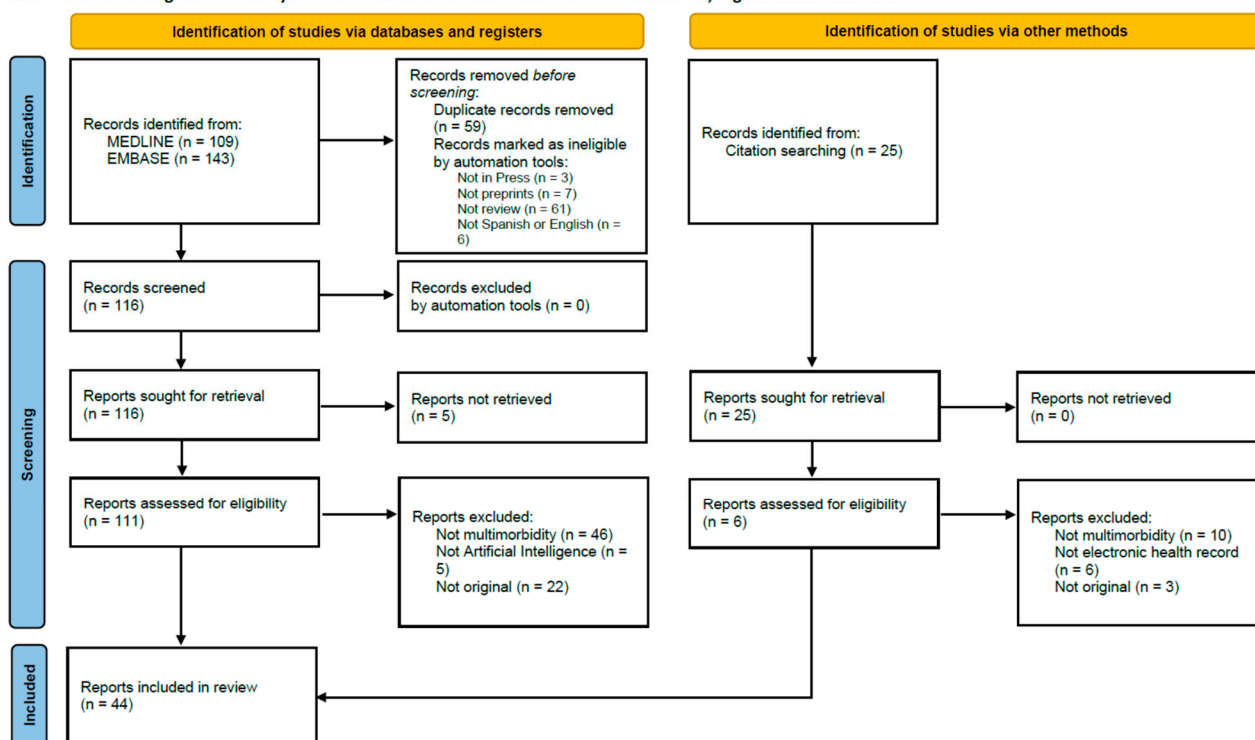 Identification of studies via databases and registers
Identification of studies via other methods
Identification
Records identified from:
MEDLINE (n = 109)
EMBASE (n = 143)
Records removed before
screening:
Duplicate records removed
(n = 59)
Records marked as ineligible
by automation tools:
Not in Press (n = 3)
Not preprints (n = 7)
Not review (n = 61)
Not Spanish or English (n =
6)
Records identified from:
Citation searching (n = 25)
Screening
Records screened
(n = 116)
Records excluded
by automation tools (n = 0)
Reports sought for retrieval
(n = 116)
Reports not retrieved
(n = 5)
Reports sought for retrieval
(n = 25)
Reports not retrieved
(n = 0)
Reports assessed for eligibility
(n = 111)
Reports excluded:
Not multimorbidity (n = 46)
Not Artificial Intelligence (n =
5)
Not original (n = 22)
Reports assessed for eligibility
(n = 6)
Reports excluded:
Not multimorbidity (n = 10)
Not electronic health record
(n = 6)
Not original (n = 3)
Included
Reports included in review
(n = 44)